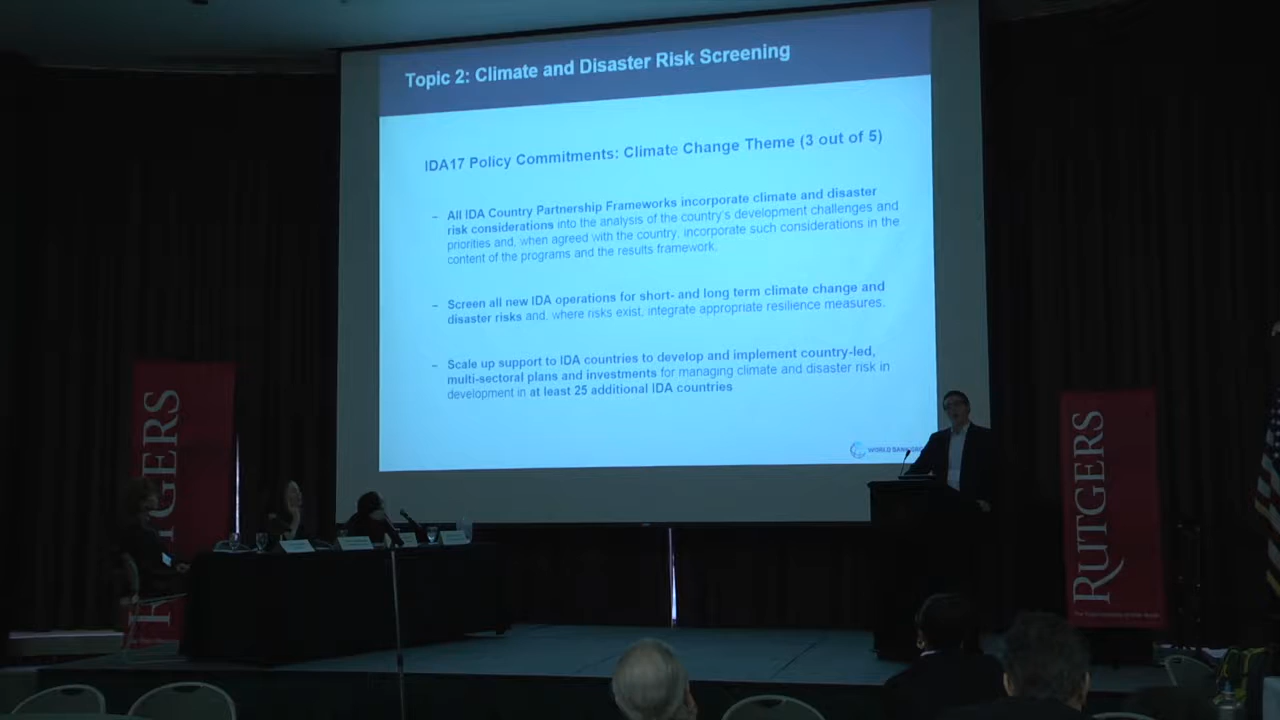 Topic 2: Climate and Disaster Risk Screening
IDA17 Policy Commitments: Climate Change Theme (3 out of 5)
– All IDA Country Partnership Frameworks incorporate climate and disaster
risk considerations into the analysis of the country's development challenges and
priorities and, when agreed with the country, incorporate such considerations in the
content of the programs and the results framework.
– Screen all new IDA operations for short- and long term climate change and
disaster risks and, where risks exist, integrate appropriate resilience measures.
– Scale up support to IDA countries to develop and implement country-led,
multi-sectoral plans and investments for managing climate and disaster risk in
development in at least 25 additional IDA countries
WORLD BANK
RUTGERS
RUTGERS